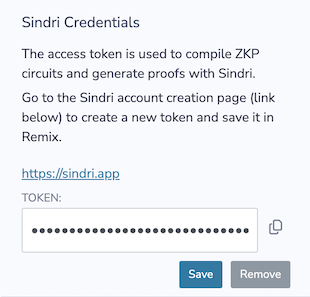 Sindri Credentials
The access token is used to compile ZKP
circuits and generate proofs with Sindri.
Go to the Sindri account creation page (link
below) to create a new token and save it in
Remix.
https://sindri.app
TOKEN:
Save
Remove